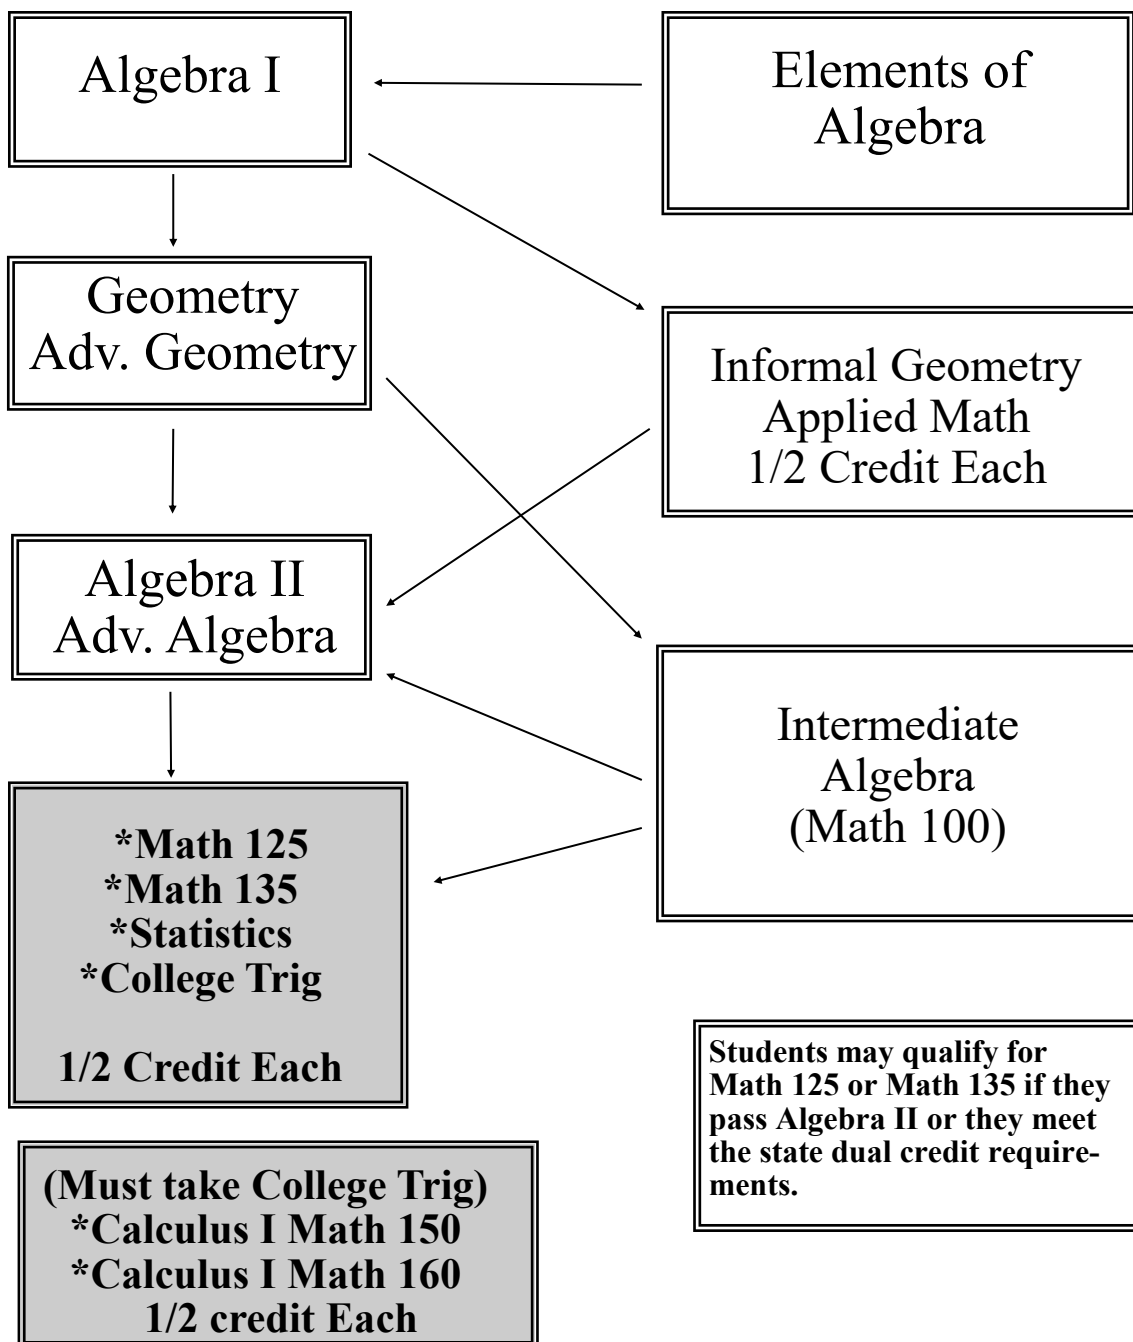 Algebra I
Elements of
Algebra
Geometry
Adv. Geometry
Informal Geometry
Applied Math
1/2 Credit Each
Algebra II
Adv. Algebra
Intermediate
Algebra
(Math 100)
*Math 125
*Math 135
*Statistics
*College Trig
1/2 Credit Each
Students may qualify for
Math 125 or Math 135 if they
pass Algebra II or they meet
the state dual credit require-
ments.
(Must take College Trig)
*Calculus I Math 150
*Calculus I Math 160
1/2 credit Each